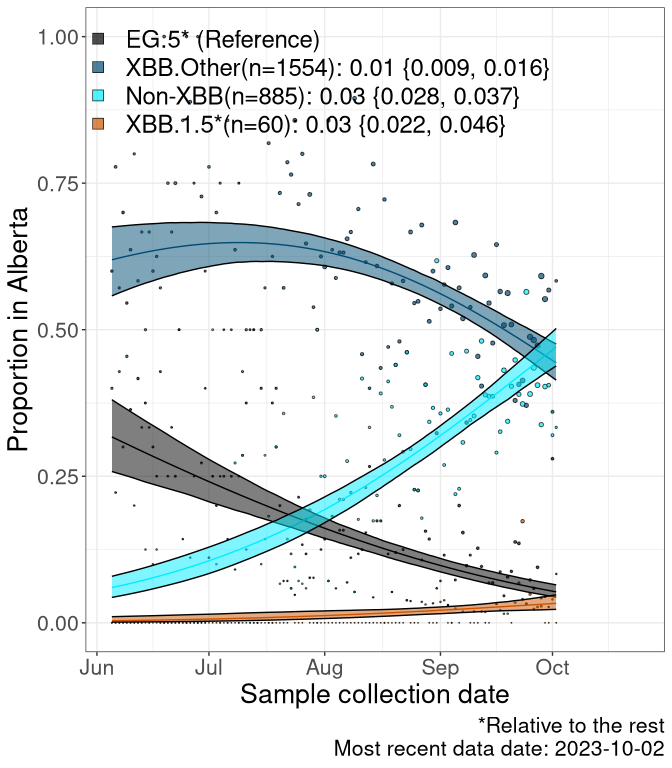 1.00
0.75
0.50
0.25
0.00
Proportion in Alberta
EG:5* (Reference)
XBB.Other(n=1554): 0.01 {0.009, 0.016}
Non-XBB(n=885): 0.03 {0.028, 0.037}
XBB.1.5*(n=60): 0.03 {0.022, 0.046}
Jun Jul Aug Sep Oct
Sample collection date
*Relative to the rest
Most recent data date: 2023-10-02